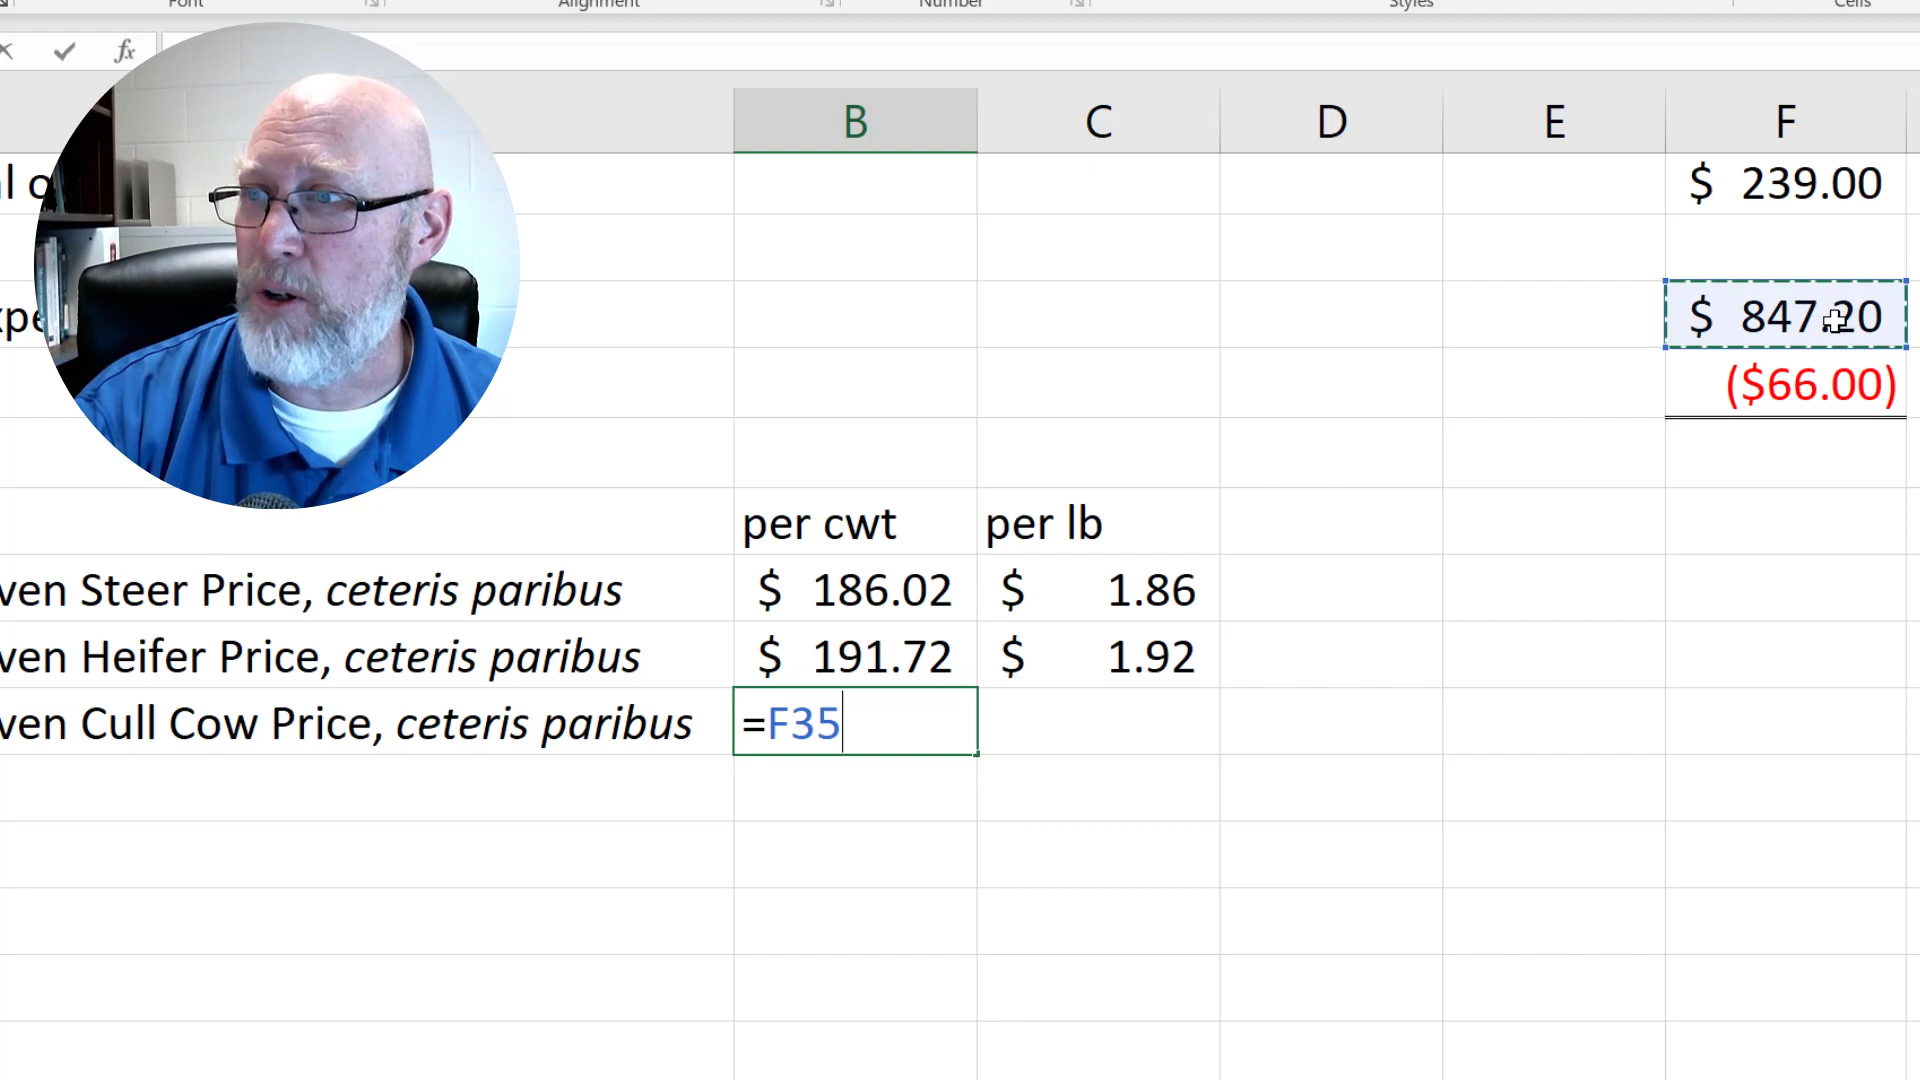 Font Alignment Number Styles Cells
fx
B C D E F
$ 239.00
$ 847.20
($66.00)
per cwt per lb
ven Steer Price, ceteris paribus $ 186.02 $ 1.86
ven Heifer Price, ceteris paribus $ 191.72 $ 1.92
ven Cull Cow Price, ceteris paribus =F35